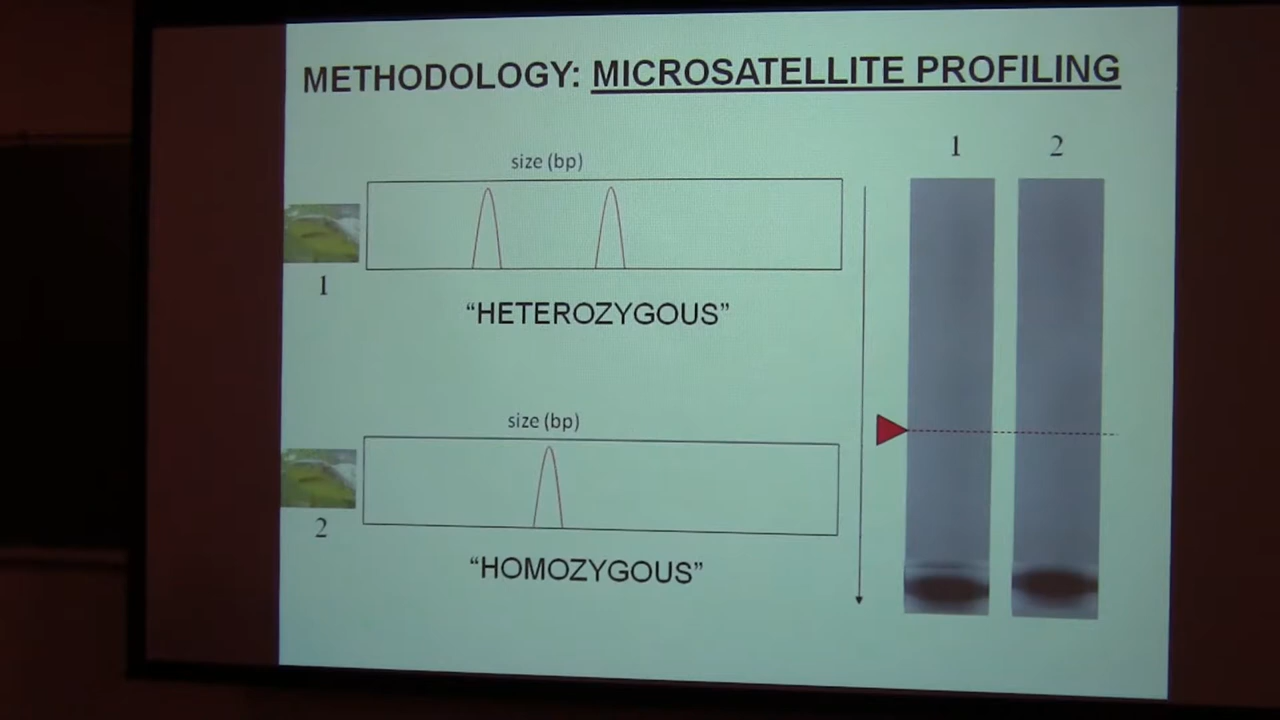 METHODOLOGY: MICROSATELLITE PROFILING
size (bp)
1
"HETEROZYGOUS"
size (bp)
2
"HOMOZYGOUS"
1 2